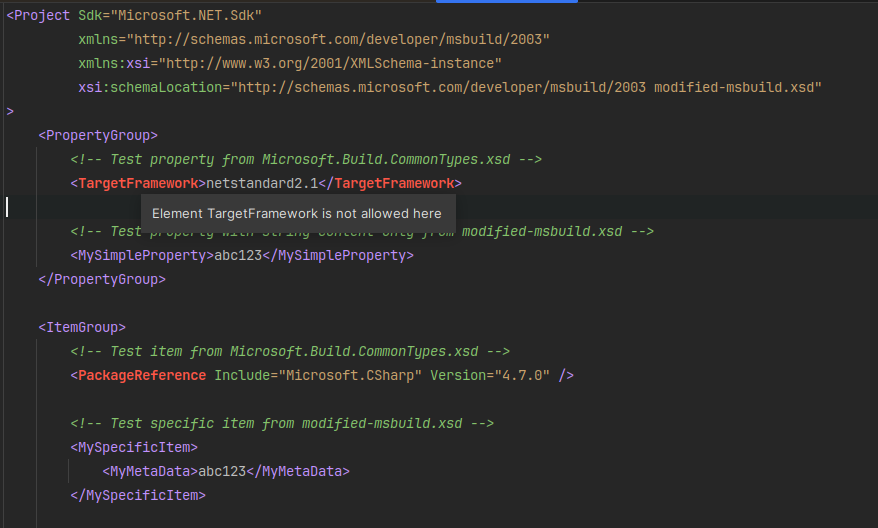 <Project Sdk="Microsoft.NET.Sdk"
xmlns="http://schemas.microsoft.com/developer/msbuild/2003"
xmlns:xsi="http://www.w3.org/2001/XMLSchema-instance"
xsi:schemaLocation="http://schemas.microsoft.com/developer/msbuild/2003 modified-msbuild.xsd"
>
<PropertyGroup>
<!-- Test property from Microsoft.Build.CommonTypes.xsd -->
<TargetFramework>netstandard2.1</TargetFramework>
Element TargetFramework is not allowed here
<!-- Test property with string content only from modified-msbuild.xsd -->
<MySimpleProperty>abc123</MySimpleProperty>
</PropertyGroup>
<ItemGroup>
<!-- Test item from Microsoft.Build.CommonTypes.xsd -->
<PackageReference Include="Microsoft.CSharp" Version="4.7.0" />
<!-- Test specific item from modified-msbuild.xsd -->
<MySpecificItem>
<MyMetaData>abc123</MyMetaData>
</MySpecificItem>